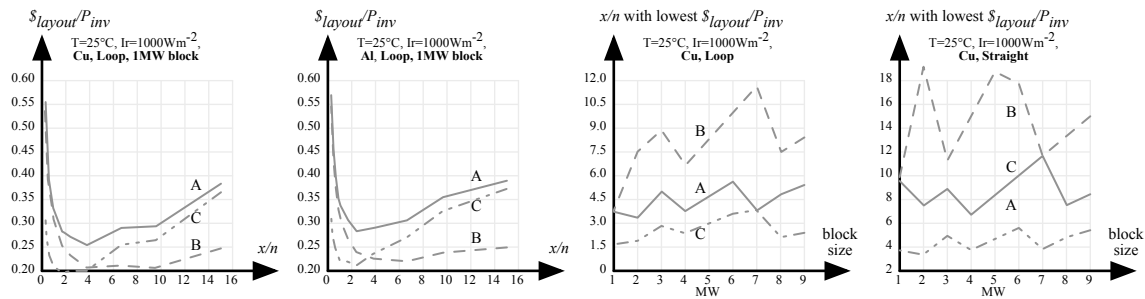 $layout/Pinv
T=25°C, Ir=1000Wm-2,
Cu, Loop, 1MW block
0.60
0.55
0.50
0.45
0.40
0.35
0.30
0.25
0.20
A
C
B
x/n
0 2 4 6 8 10 12 14 16
$layout/Pinv
T=25°C, Ir=1000Wm-2,
Al, Loop, 1MW block
0.60
0.55
0.50
0.45
0.40
0.35
0.30
0.25
0.20
A
C
B
x/n
0 2 4 6 8 10 12 14 16
x/n with lowest $layout/Pinv
T=25°C, Ir=1000Wm-2,
Cu, Loop
12.0
10.5
9.0
7.5
6.0
4.5
3.0
1.5
0
B
A
C
block
size
1 2 3 4 5 6 7 8 9
MW
x/n with lowest $layout/Pinv
T=25°C, Ir=1000Wm-2,
Cu, Straight
18
16
14
12
10
8
6
4
2
B
C
A
block
size
1 2 3 4 5 6 7 8 9
MW